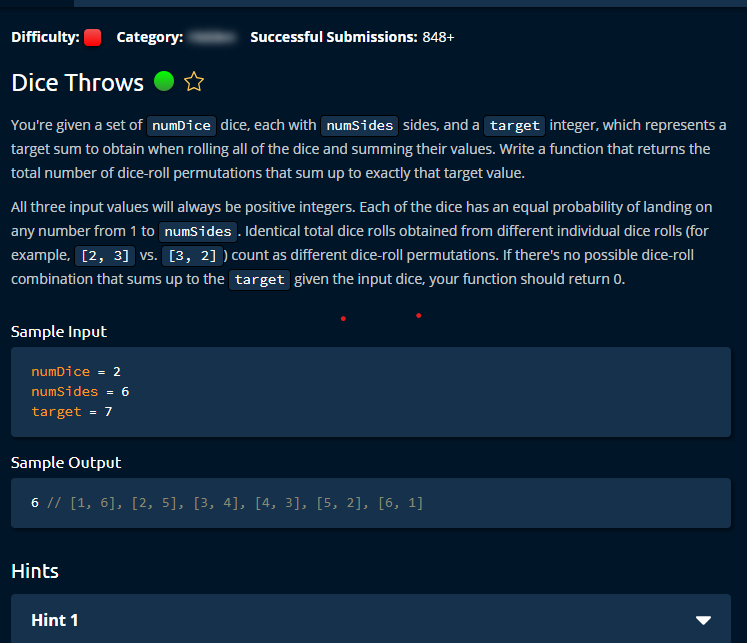 Difficulty: Category: Successful Submissions: 848+
Dice Throws
You're given a set of numDice dice, each with numSides sides, and a target integer, which represents a
target sum to obtain when rolling all of the dice and summing their values. Write a function that returns the
total number of dice-roll permutations that sum up to exactly that target value.
All three input values will always be positive integers. Each of the dice has an equal probability of landing on
any number from 1 to numSides. Identical total dice rolls obtained from different individual dice rolls (for
example, [2, 3] vs. [3, 2]) count as different dice-roll permutations. If there's no possible dice-roll
combination that sums up to the target given the input dice, your function should return 0.
Sample Input
numDice = 2
numSides = 6
target = 7
Sample Output
6 // [1, 6], [2, 5], [3, 4], [4, 3], [5, 2], [6, 1]
Hints
Hint 1